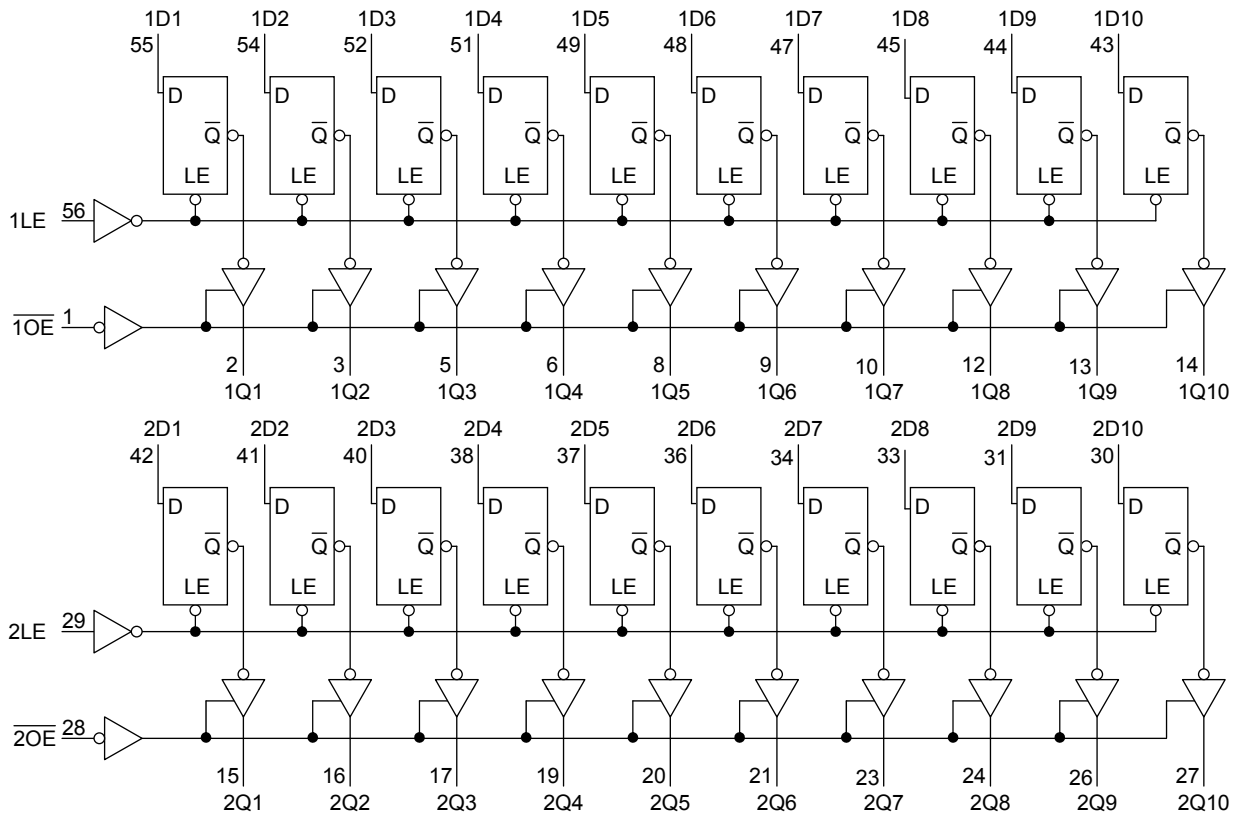 1D1 1D2 1D3 1D4 1D5 1D6 1D7 1D8 1D9 1D10
55 54 52 51 49 48 47 45 44 43
D D D D D D D D D D
Q̅ Q̅ Q̅ Q̅ Q̅ Q̅ Q̅ Q̅ Q̅ Q̅
LE LE LE LE LE LE LE LE LE LE
1LE 56
1̅O̅E̅ 1
2 3 5 6 8 9 10 12 13 14
1Q1 1Q2 1Q3 1Q4 1Q5 1Q6 1Q7 1Q8 1Q9 1Q10
2D1 2D2 2D3 2D4 2D5 2D6 2D7 2D8 2D9 2D10
42 41 40 38 37 36 34 33 31 30
D D D D D D D D D D
Q̅ Q̅ Q̅ Q̅ Q̅ Q̅ Q̅ Q̅ Q̅ Q̅
LE LE LE LE LE LE LE LE LE LE
2LE 29
2̅O̅E̅ 28
15 16 17 19 20 21 23 24 26 27
2Q1 2Q2 2Q3 2Q4 2Q5 2Q6 2Q7 2Q8 2Q9 2Q10